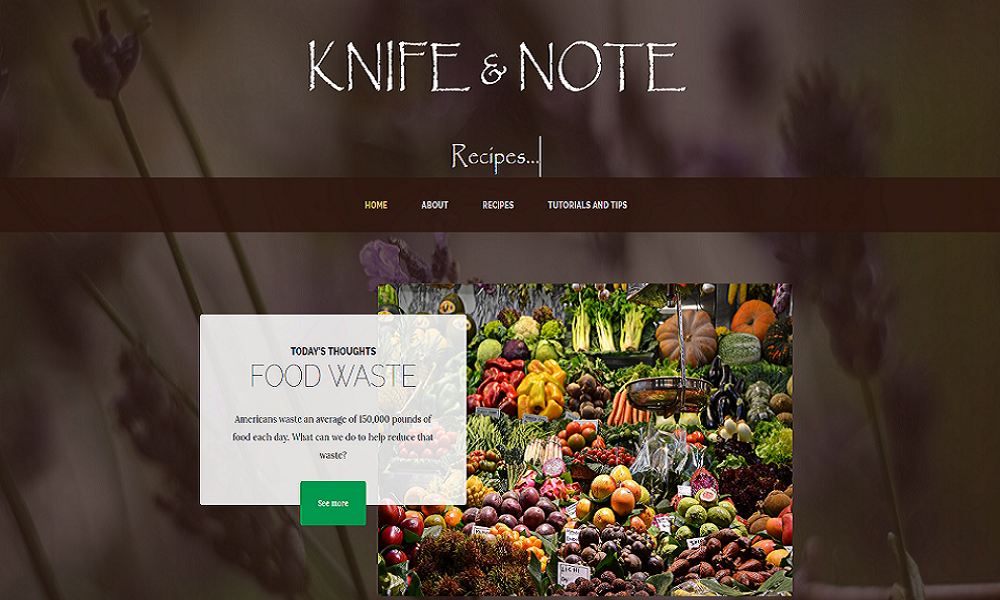 KNIFE & NOTE
Recipes...
HOME ABOUT RECIPES TUTORIALS AND TIPS
TODAY'S THOUGHTS
FOOD WASTE
Americans waste an average of 150,000 pounds of
food each day. What can we do to help reduce that
waste?
See more
LICHI